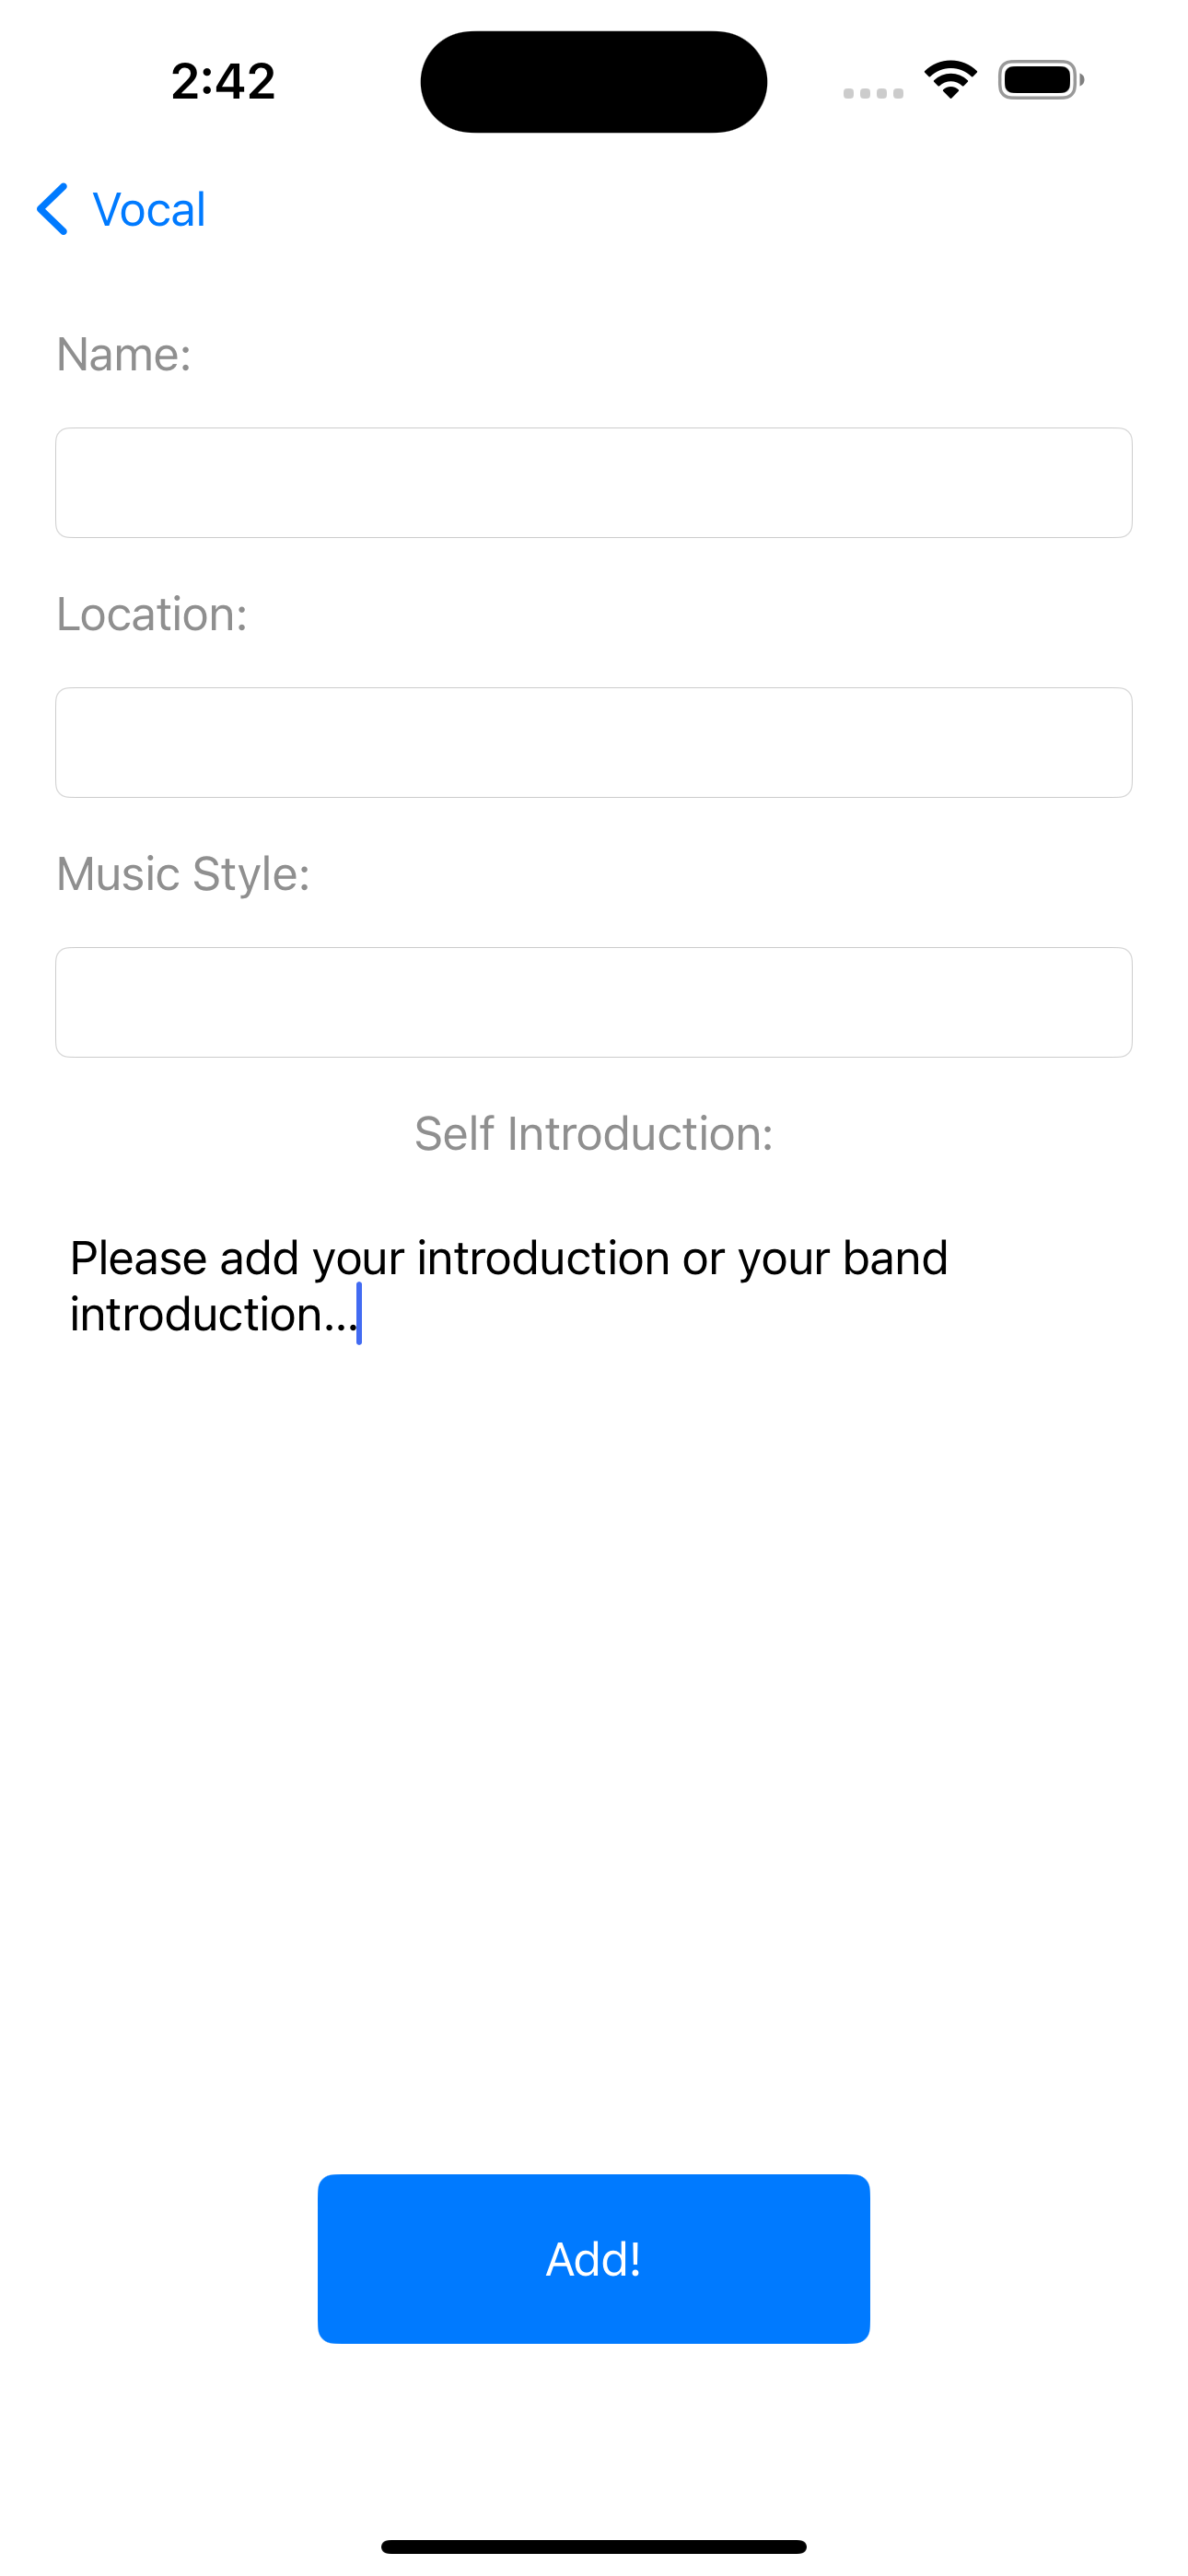 2:42
Vocal
Name:
Location:
Music Style:
Self Introduction:
Please add your introduction or your band
introduction...
Add!